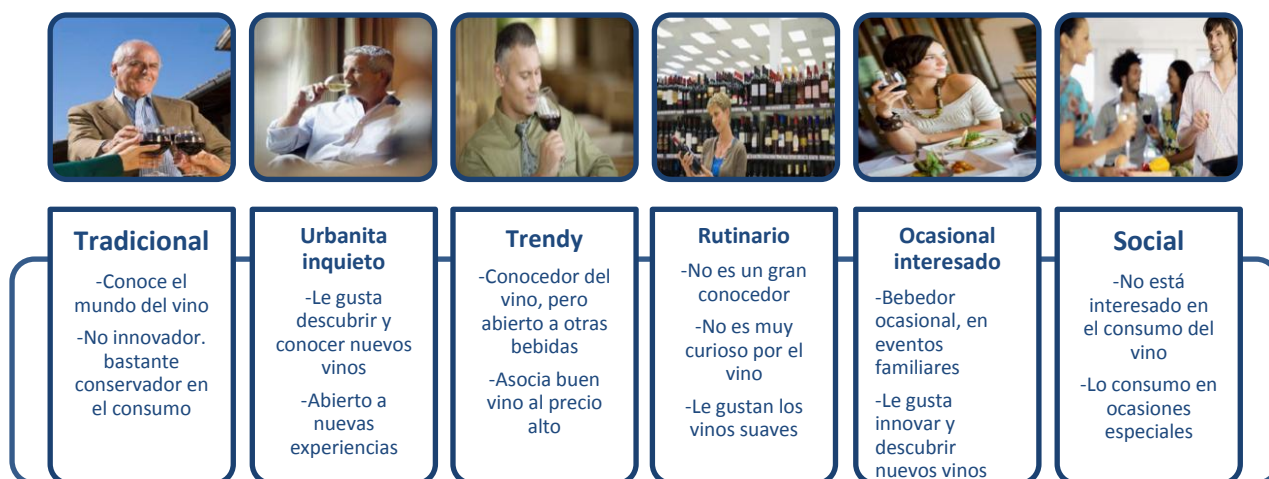 Tradicional
-Conoce el
mundo del vino
-No innovador.
bastante
conservador en
el consumo
Urbanita
inquieto
-Le gusta
descubrir y
conocer nuevos
vinos
-Abierto a
nuevas
experiencias
Trendy
-Conocedor del
vino, pero
abierto a otras
bebidas
-Asocia buen
vino al precio
alto
Rutinario
-No es un gran
conocedor
-No es muy
curioso por el
vino
-Le gustan los
vinos suaves
Ocasional
interesado
-Bebedor
ocasional, en
eventos
familiares
-Le gusta
innovar y
descubrir
nuevos vinos
Social
-No está
interesado en
el consumo del
vino
-Lo consumo en
ocasiones
especiales